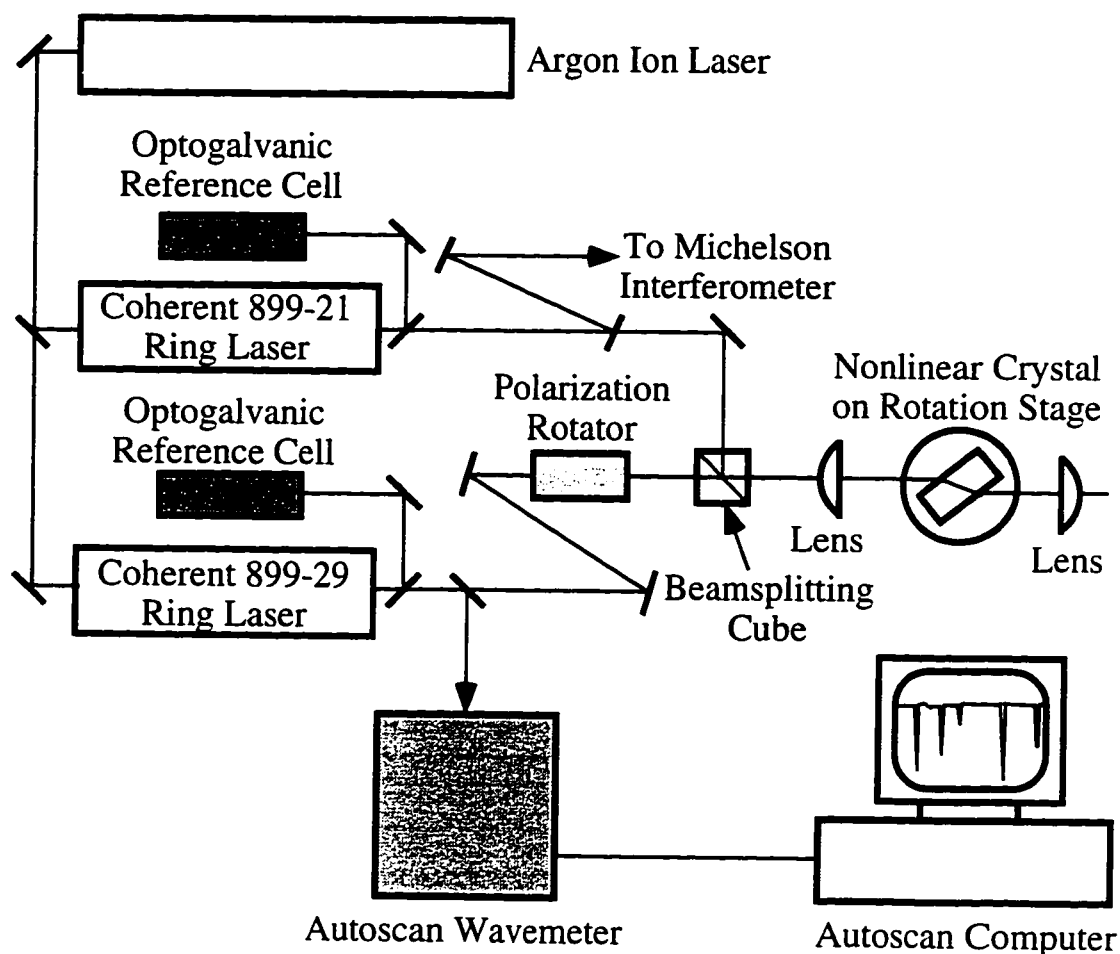 Argon Ion Laser
Optogalvanic
Reference Cell
To Michelson
Interferometer
Coherent 899-21
Ring Laser
Nonlinear Crystal
on Rotation Stage
Polarization
Rotator
Optogalvanic
Reference Cell
Lens
Lens
Coherent 899-29
Ring Laser
Beamsplitting
Cube
Autoscan Wavemeter
Autoscan Computer